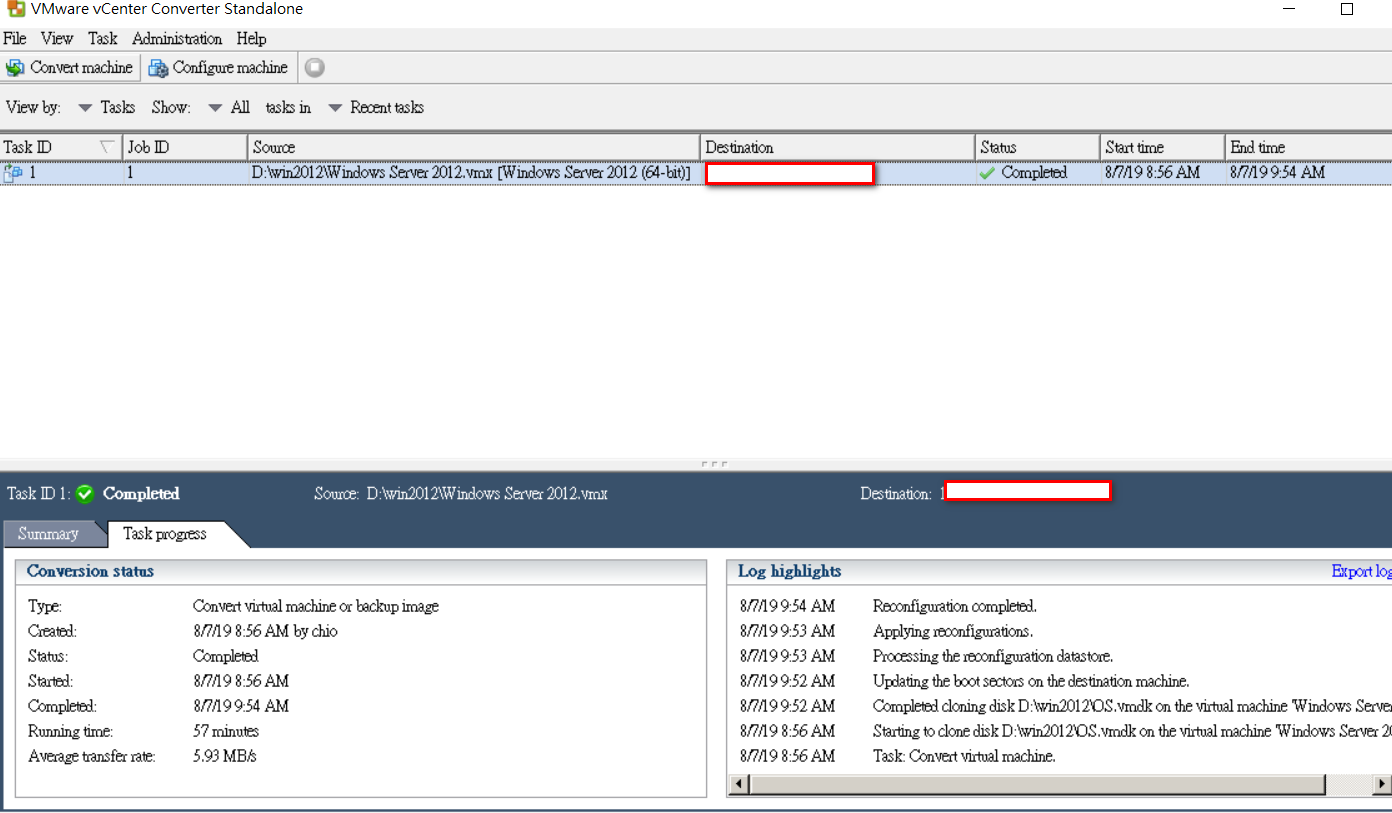 VMware vCenter Converter Standalone
File View Task Administration Help
Convert machine Configure machine
View by: Tasks Show: All tasks in Recent tasks
Task ID Job ID Source Destination Status Start time End time
1 1 D:\win2012\Windows Server 2012.vmx [Windows Server 2012 (64-bit)] Completed 8/7/19 8:56 AM 8/7/19 9:54 AM
Task ID 1: Completed Source: D:\win2012\Windows Server 2012.vmx Destination: 1
Summary Task progress
Conversion status
Type: Convert virtual machine or backup image
Created: 8/7/19 8:56 AM by chio
Status: Completed
Started: 8/7/19 8:56 AM
Completed: 8/7/19 9:54 AM
Running time: 57 minutes
Average transfer rate: 5.93 MB/s
Log highlights Export log
8/7/19 9:54 AM Reconfiguration completed.
8/7/19 9:53 AM Applying reconfigurations.
8/7/19 9:53 AM Processing the reconfiguration datastore.
8/7/19 9:52 AM Updating the boot sectors on the destination machine.
8/7/19 9:52 AM Completed cloning disk D:\win2012\OS.vmdk on the virtual machine 'Windows Server
8/7/19 8:56 AM Starting to clone disk D:\win2012\OS.vmdk on the virtual machine 'Windows Server 20
8/7/19 8:56 AM Task: Convert virtual machine.